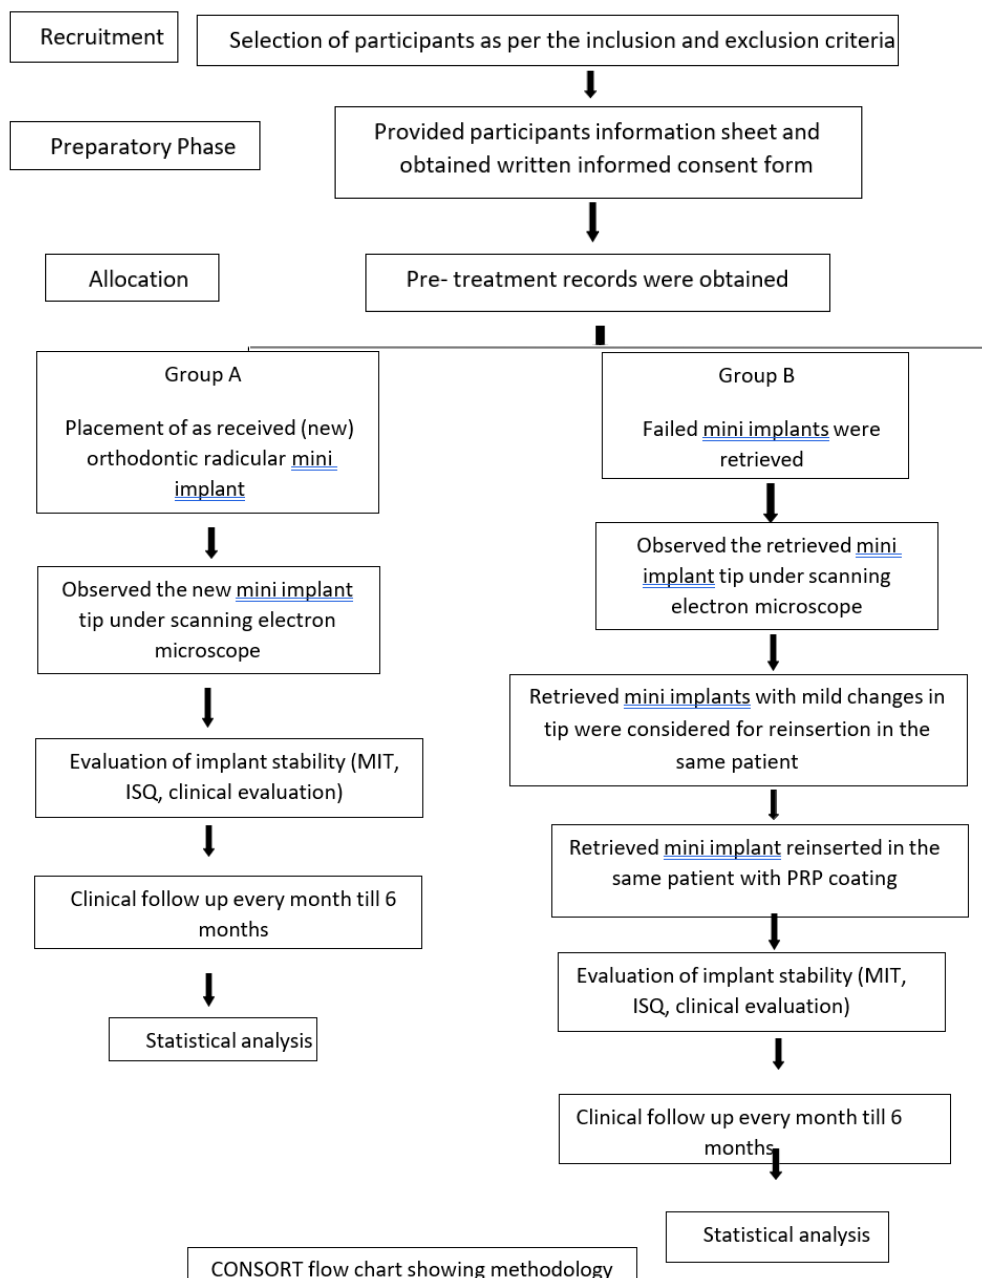 Recruitment
Selection of participants as per the inclusion and exclusion criteria
Preparatory Phase
Provided participants information sheet and
obtained written informed consent form
Allocation
Pre- treatment records were obtained
Group A
Placement of as received (new)
orthodontic radicular mini
implant
Observed the new mini implant
tip under scanning electron
microscope
Evaluation of implant stability (MIT,
ISQ, clinical evaluation)
Clinical follow up every month till 6
months
Statistical analysis
Group B
Failed mini implants were
retrieved
Observed the retrieved mini
implant tip under scanning
electron microscope
Retrieved mini implants with mild changes in
tip were considered for reinsertion in the
same patient
Retrieved mini implant reinserted in the
same patient with PRP coating
Evaluation of implant stability (MIT,
ISQ, clinical evaluation)
Clinical follow up every month till 6
months
Statistical analysis
CONSORT flow chart showing methodology